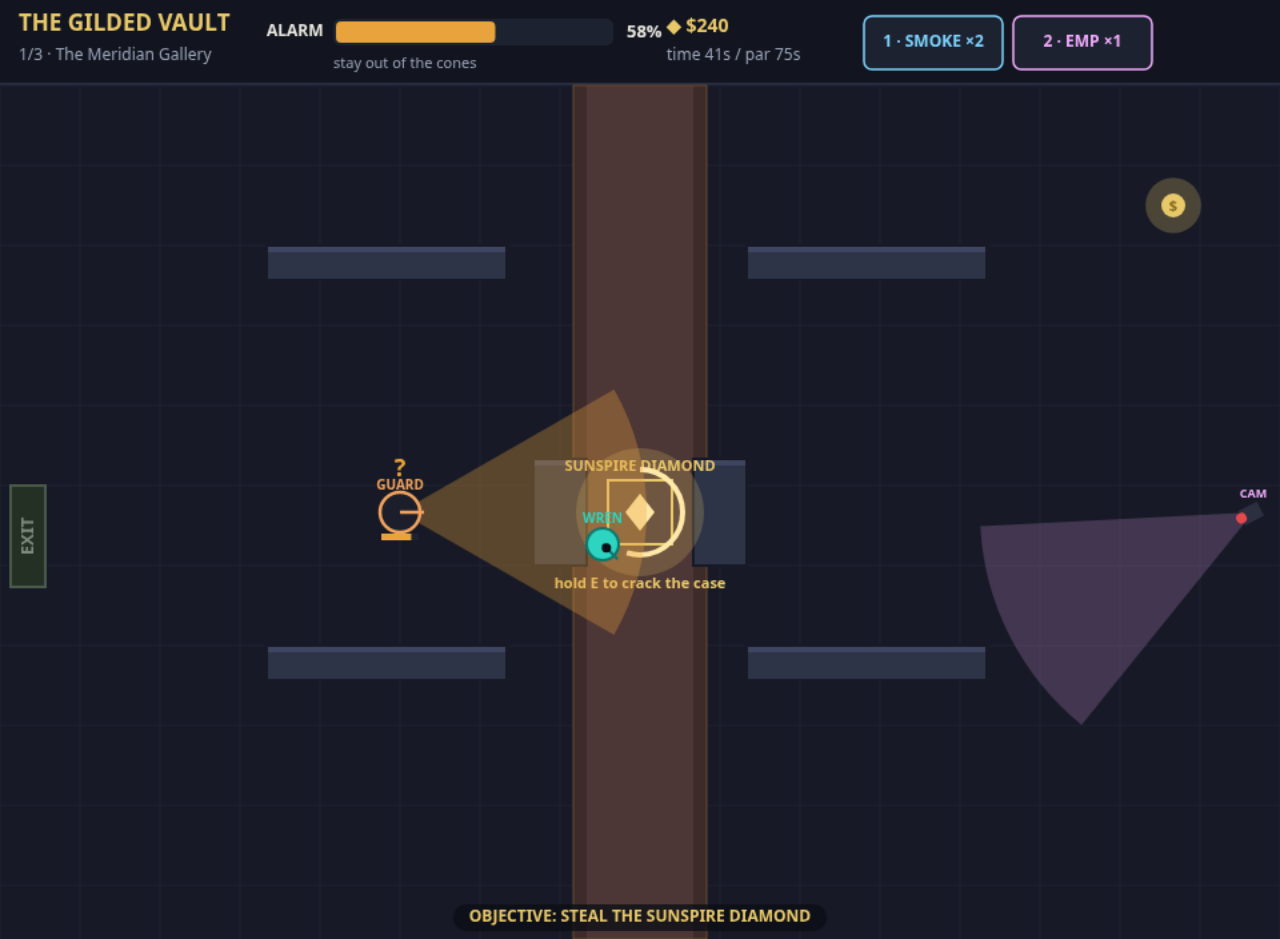 THE GILDED VAULT
1/3 · The Meridian Gallery
ALARM
58%
stay out of the cones
◆ $240
time 41s / par 75s
1 · SMOKE ×2
2 · EMP ×1
$
?
GUARD
SUNSPIRE DIAMOND
WREN
hold E to crack the case
CAM
EXIT
OBJECTIVE: STEAL THE SUNSPIRE DIAMOND